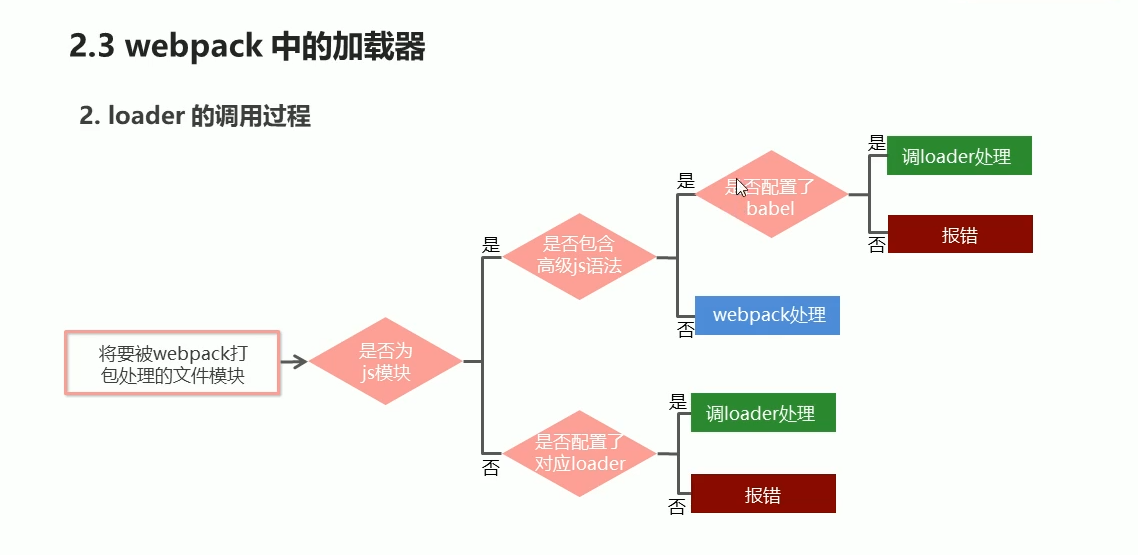 2.3 webpack 中的加载器
2. loader 的调用过程
将要被webpack打
包处理的文件模块
是否为
js模块
是
是否包含
高级js语法
是
是否配置了
babel
是
调loader处理
否
报错
否
webpack处理
否
是否配置了
对应loader
是
调loader处理
否
报错